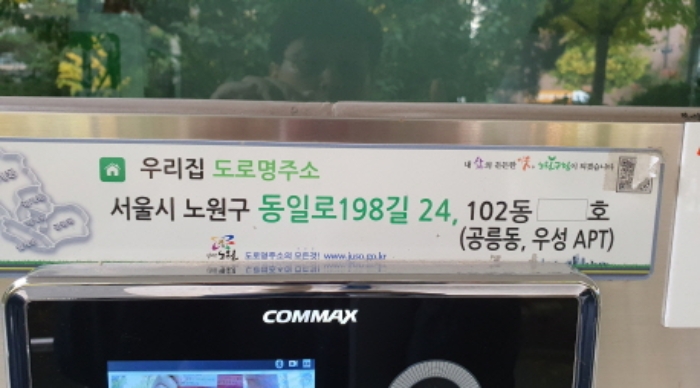 우리집 도로명주소
서울시 노원구 동일로198길 24, 102동 호
(공릉동, 우성 APT)
노원 도로명주소의 모든것! www.juso.go.kr
COMMAX